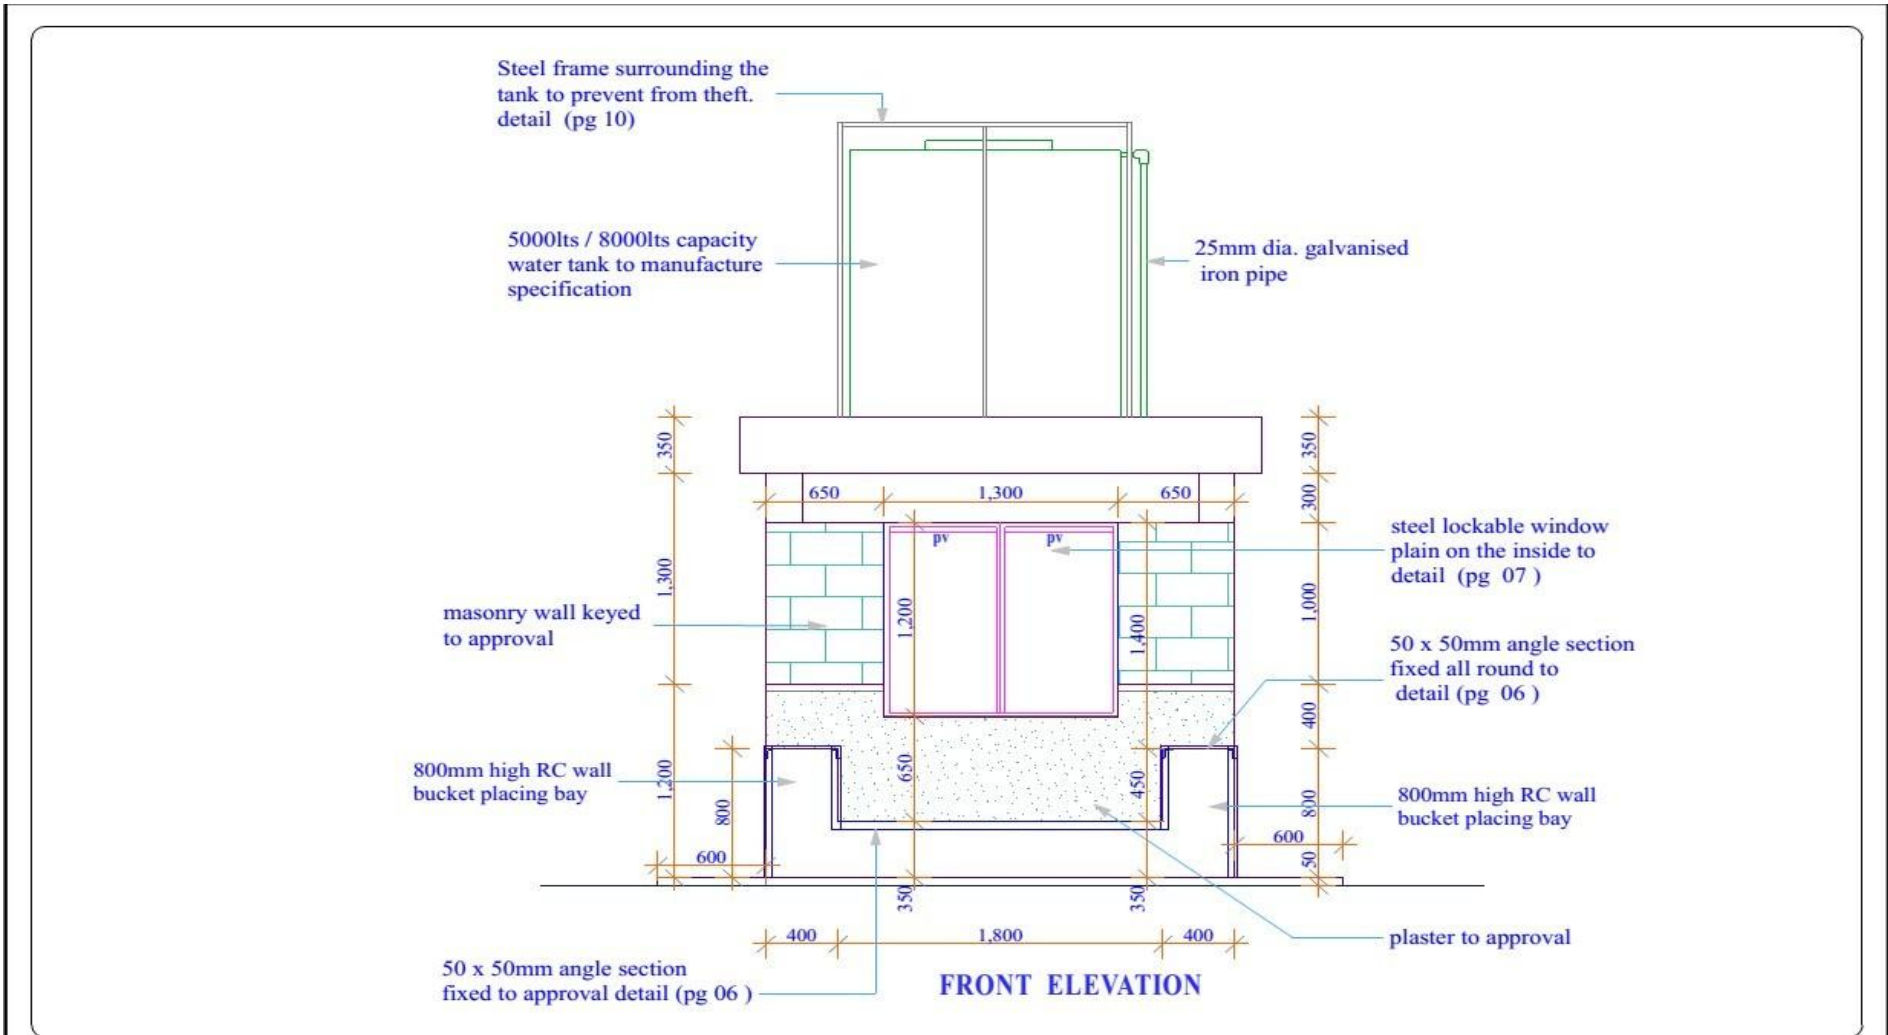 Steel frame surrounding the
tank to prevent from theft.
detail (pg 10)
5000lts / 8000lts capacity
water tank to manufacture
specification
25mm dia. galvanised
iron pipe
350
350
650
1,300
650
300
pv
pv
steel lockable window
plain on the inside to
detail (pg 07 )
1,300
1,200
1,400
1,000
masonry wall keyed
to approval
50 x 50mm angle section
fixed all round to
detail (pg 06 )
400
800mm high RC wall
bucket placing bay
1,200
800
650
450
800
800mm high RC wall
bucket placing bay
600
600
50
350
350
400
1,800
400
plaster to approval
50 x 50mm angle section
fixed to approval detail (pg 06 )
FRONT ELEVATION